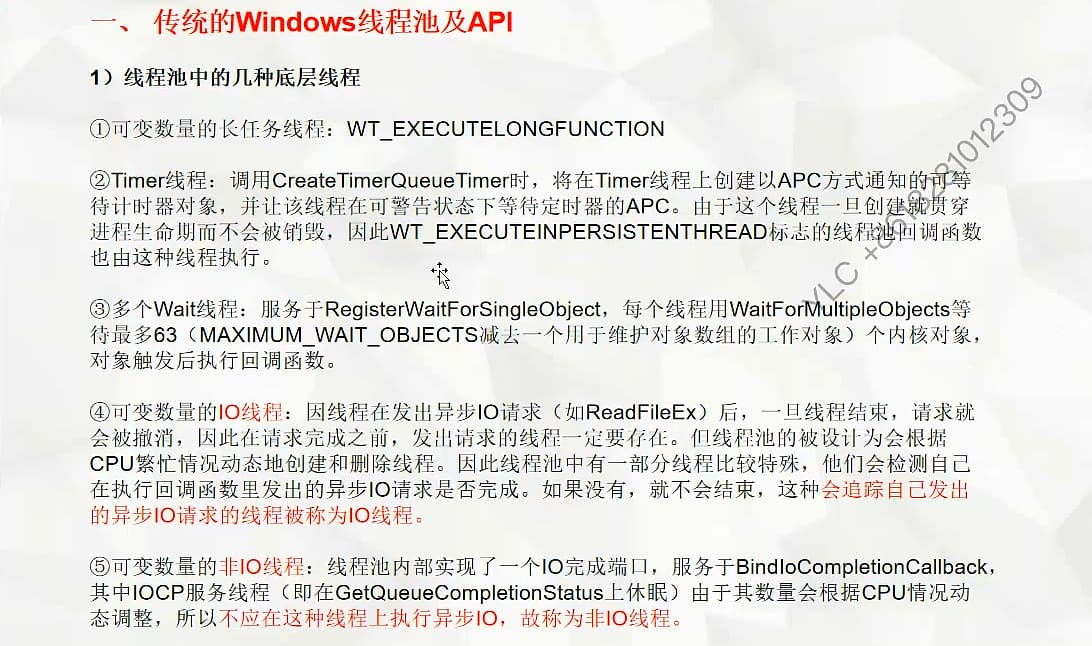 一、 传统的Windows线程池及API
1）线程池中的几种底层线程
①可变数量的长任务线程：WT_EXECUTELONGFUNCTION
②Timer线程：调用CreateTimerQueueTimer时，将在Timer线程上创建以APC方式通知的可等
待计时器对象，并让该线程在可警告状态下等待定时器的APC。由于这个线程一旦创建就贯穿
进程生命期而不会被销毁，因此WT_EXECUTEINPERSISTENTHREAD标志的线程池回调函数
也由这种线程执行。
③多个Wait线程：服务于RegisterWaitForSingleObject，每个线程用WaitForMultipleObjects等
待最多63（MAXIMUM_WAIT_OBJECTS减去一个用于维护对象数组的工作对象）个内核对象，
对象触发后执行回调函数。
④可变数量的IO线程：因线程在发出异步IO请求（如ReadFileEx）后，一旦线程结束，请求就
会被撤消，因此在请求完成之前，发出请求的线程一定要存在。但线程池的被设计为会根据
CPU繁忙情况动态地创建和删除线程。因此线程池中有一部分线程比较特殊，他们会检测自己
在执行回调函数里发出的异步IO请求是否完成。如果没有，就不会结束，这种会追踪自己发出
的异步IO请求的线程被称为IO线程。
⑤可变数量的非IO线程：线程池内部实现了一个IO完成端口，服务于BindIoCompletionCallback，
其中IOCP服务线程（即在GetQueueCompletionStatus上休眠）由于其数量会根据CPU情况动
态调整，所以不应在这种线程上执行异步IO，故称为非IO线程。